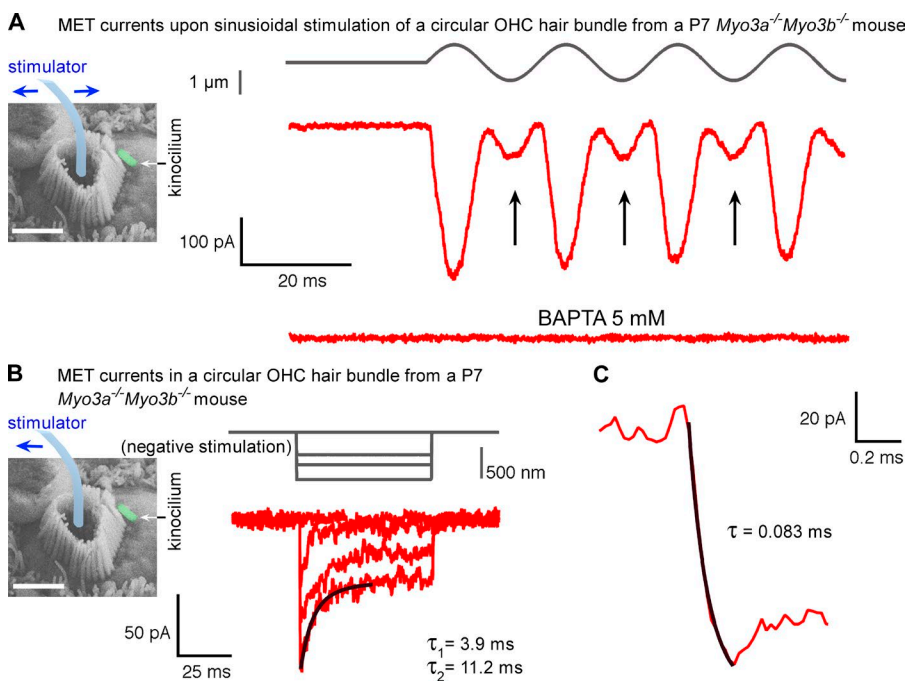 A
MET currents upon sinusioidal stimulation of a circular OHC hair bundle from a P7 Myo3a-/-Myo3b-/- mouse
stimulator
1 μm
kinocilium
100 pA
20 ms
BAPTA 5 mM
B
MET currents in a circular OHC hair bundle from a P7
Myo3a-/-Myo3b-/- mouse
stimulator
(negative stimulation)
500 nm
kinocilium
50 pA
25 ms
τ1= 3.9 ms
τ2= 11.2 ms
C
20 pA
0.2 ms
τ = 0.083 ms